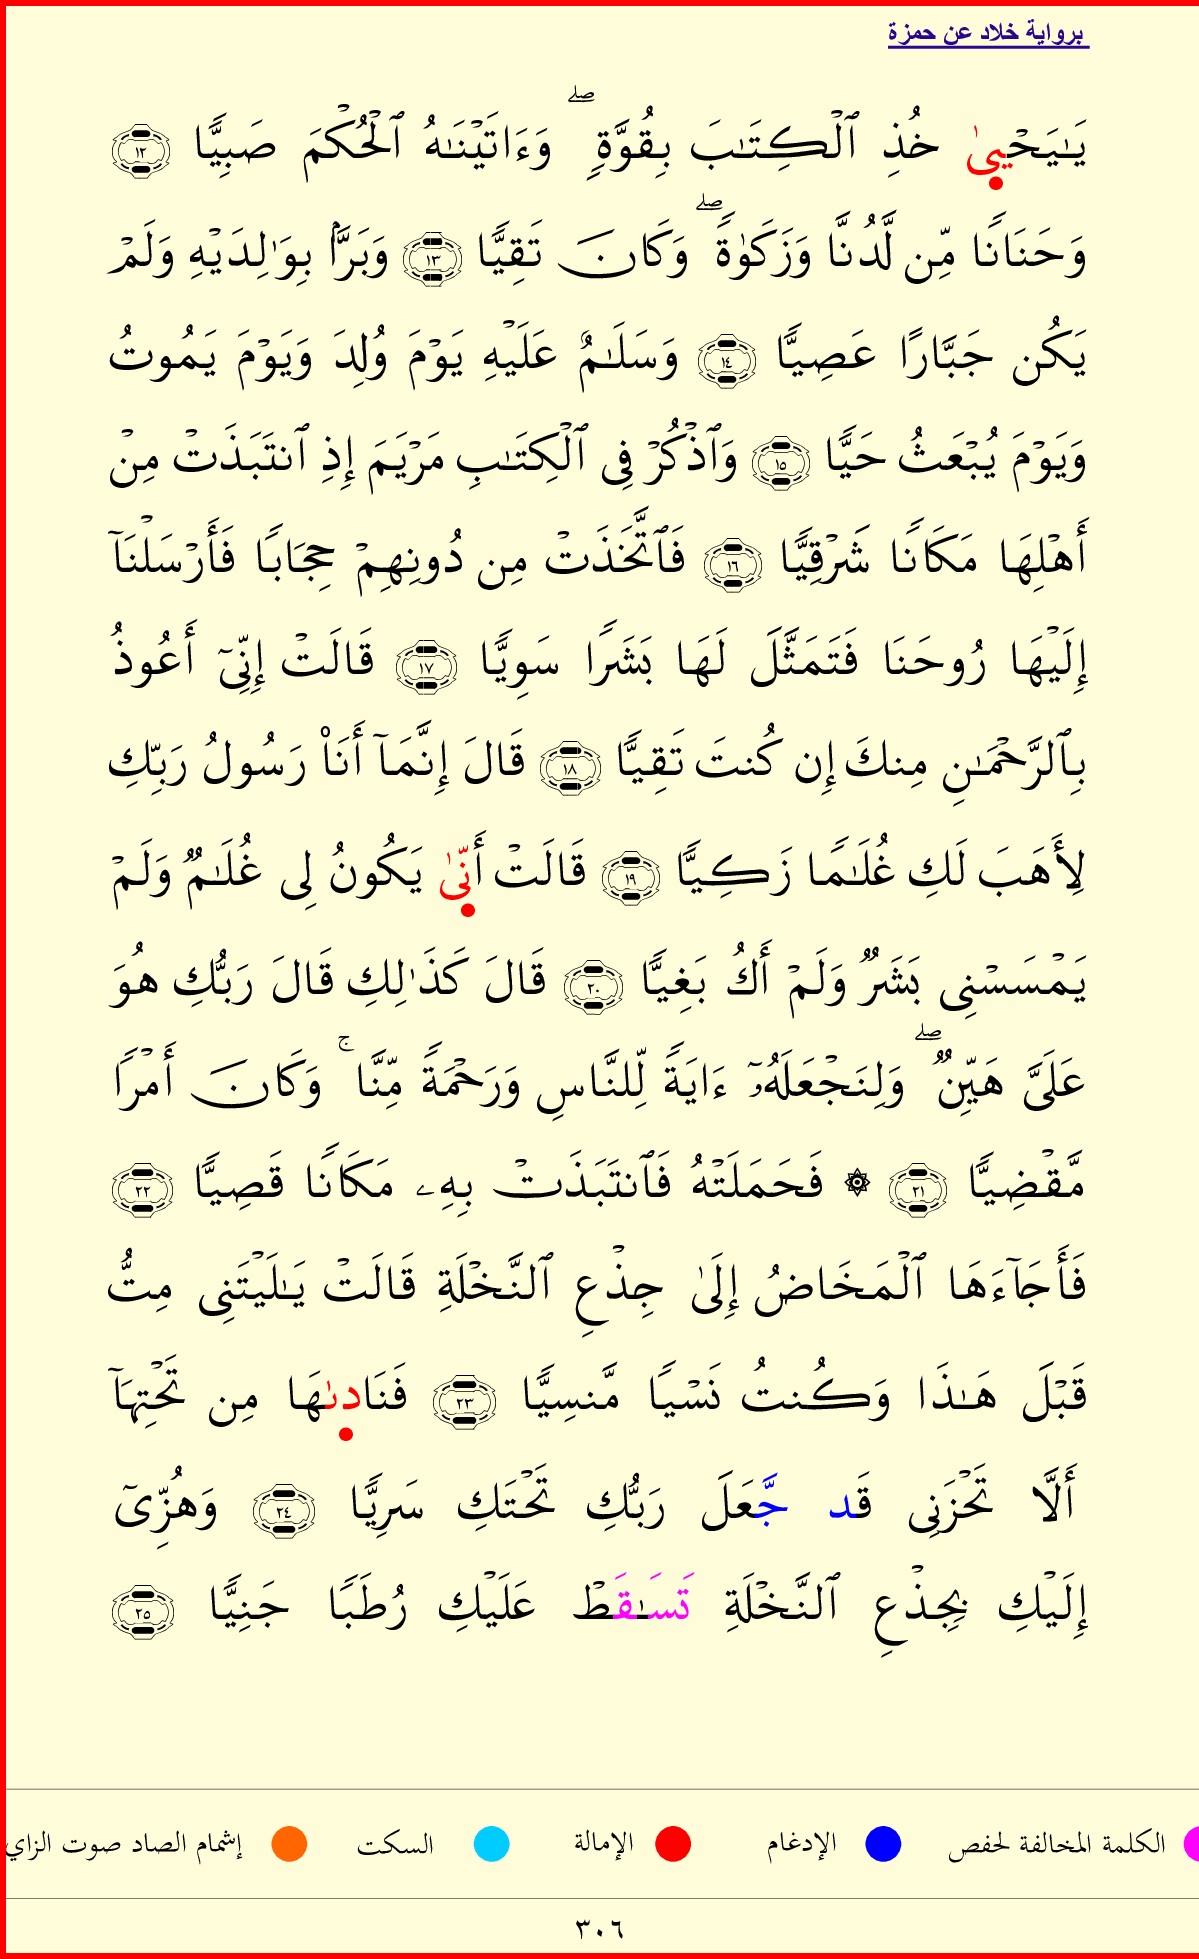 برواية خلاد عن حمزة
يَـٰيَحۡيىٰ خُذِ ٱلۡكِتَـٰبَ بِقُوَّةٍۖ وَءَاتَيۡنَـٰهُ ٱلۡحُكۡمَ صَبِيًّا ١٢
وَحَنَانًا مِّن لَّدُنَّا وَزَكَوٰةًۖ وَكَانَ تَقِيًّا ١٣ وَبَرًّۢا بِوَٰلِدَيۡهِ وَلَمۡ
يَكُن جَبَّارًا عَصِيًّا ١٤ وَسَلَـٰمٌ عَلَيۡهِ يَوۡمَ وُلِدَ وَيَوۡمَ يَمُوتُ
وَيَوۡمَ يُبۡعَثُ حَيًّا ١٥ وَٱذۡكُرۡ فِى ٱلۡكِتَـٰبِ مَرۡيَمَ إِذِ ٱنتَبَذَتۡ مِنۡ
أَهۡلِهَا مَكَانًا شَرۡقِيًّا ١٦ فَٱتَّخَذَتۡ مِن دُونِهِمۡ حِجَابًا فَأَرۡسَلۡنَآ
إِلَيۡهَا رُوحَنَا فَتَمَثَّلَ لَهَا بَشَرًا سَوِيًّا ١٧ قَالَتۡ إِنِّىٓ أَعُوذُ
بِٱلرَّحۡمَـٰنِ مِنكَ إِن كُنتَ تَقِيًّا ١٨ قَالَ إِنَّمَآ أَنَا۠ رَسُولُ رَبِّكِ
لِأَهَبَ لَكِ غُلَـٰمًا زَكِيًّا ١٩ قَالَتۡ أَنّىٰ يَكُونُ لِى غُلَـٰمٌ وَلَمۡ
يَمۡسَسۡنِى بَشَرٌ وَلَمۡ أَكُ بَغِيًّا ٢٠ قَالَ كَذَٰلِكِ قَالَ رَبُّكِ هُوَ
عَلَىَّ هَيِّنٌۖ وَلِنَجۡعَلَهُۥٓ ءَايَةً لِّلنَّاسِ وَرَحۡمَةً مِّنَّاۚ وَكَانَ أَمۡرًا
مَّقۡضِيًّا ٢١ ۞ فَحَمَلَتۡهُ فَٱنتَبَذَتۡ بِهِۦ مَكَانًا قَصِيًّا ٢٢
فَأَجَآءَهَا ٱلۡمَخَاضُ إِلَىٰ جِذۡعِ ٱلنَّخۡلَةِ قَالَتۡ يَـٰلَيۡتَنِى مِتُّ
قَبۡلَ هَـٰذَا وَكُنتُ نَسۡيًا مَّنسِيًّا ٢٣ فَنَادىٰهَا مِن تَحۡتِهَآ
أَلَّا تَحۡزَنِى قَد جَّعَلَ رَبُّكِ تَحۡتَكِ سَرِيًّا ٢٤ وَهُزِّىٓ
إِلَيۡكِ بِجِذۡعِ ٱلنَّخۡلَةِ تَسَـٰقَطۡ عَلَيۡكِ رُطَبًا جَنِيًّا ٢٥
الكلمة المخالفة لحفص الإدغام الإمالة السكت إشمام الصاد صوت الزاي
٣٠٦